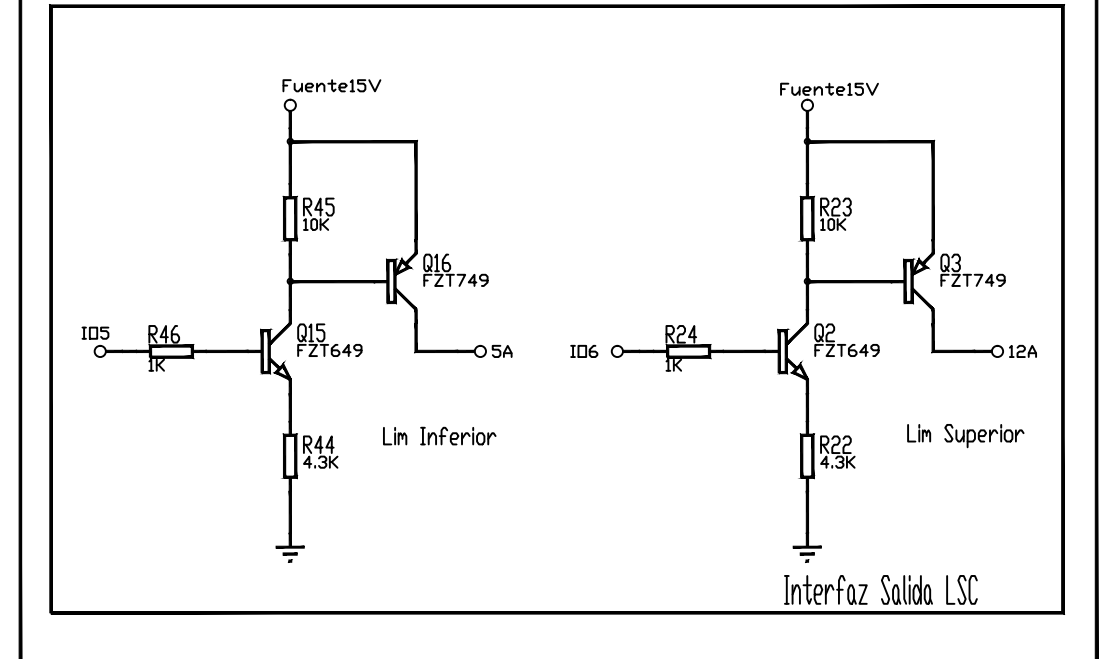 Fuente15V
R45
10K
Q16
FZT749
IO5
R46
1K
Q15
FZT649
5A
R44
4.3K
Lim Inferior
Fuente15V
R23
10K
Q3
FZT749
IO6
R24
1K
Q2
FZT649
12A
R22
4.3K
Lim Superior
Interfaz Salida LSC